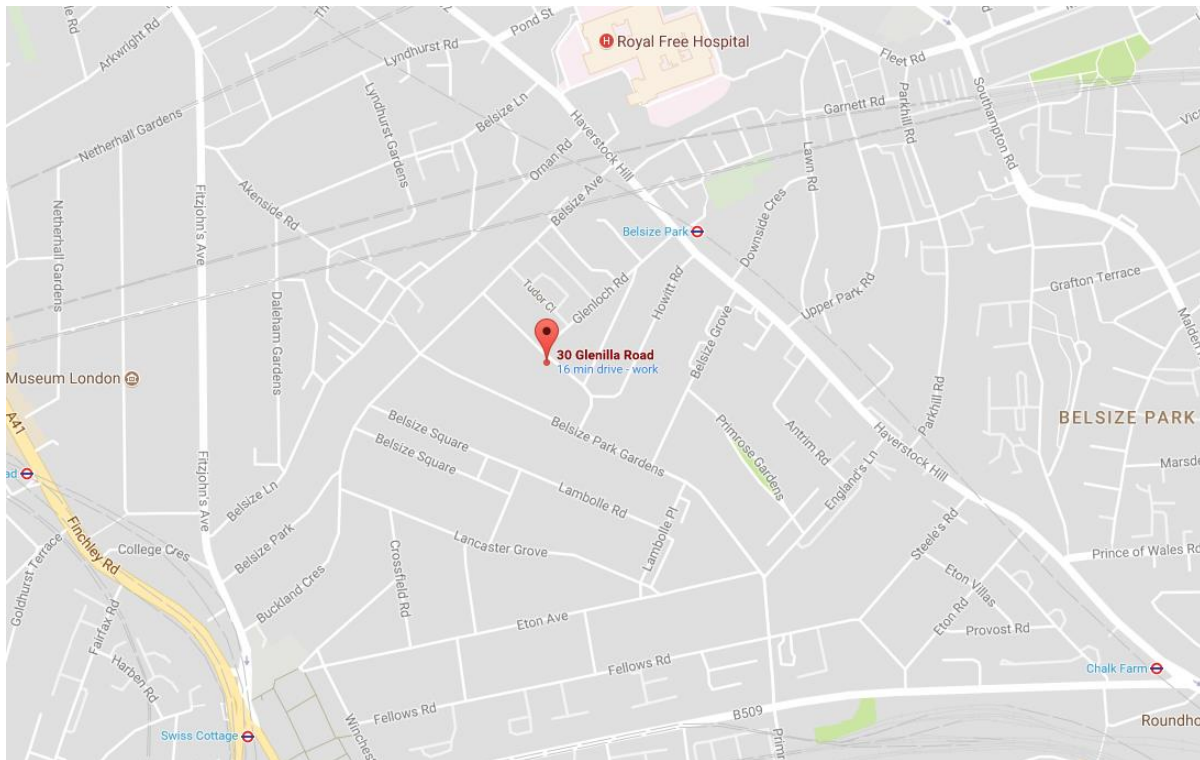 Arkwright Rd
Pond St
Lyndhurst Rd
Royal Free Hospital
H
Fleet Rd
Southampton Rd
Parkhill Rd
Garnett Rd
Netherhall Gardens
Lyndhurst Gardens
Belsize Ln
Haverstock Hill
Ornan Rd
Lawn Rd
Akenside Rd
Fitzjohn's Ave
Belsize Ave
Netherhall Gardens
Belsize Park
Downside Cres
Grafton Terrace
Tudor Cl
Glenloch Rd
Howitt Rd
Upper Park Rd
Daleham Gardens
Belsize Grove
30 Glenilla Road
16 min drive - work
Museum London
A41
Parkhill Rd
BELSIZE PARK
Belsize Square
Belsize Square
Belsize Park Gardens
Primrose Gardens
Antrim Rd
Haverstock Hill
England's Ln
Fitzjohn's Ave
Belsize Ln
Lambolle Rd
Lambolle Pl
Steele's Rd
Finchley Rd
Goldhurst Terrace
College Cres
Belsize Park
Lancaster Grove
Crossfield Rd
Prince of Wales Rd
Eton Villas
Buckland Cres
Fairfax Rd
Eton Ave
Eton Rd
Provost Rd
Harben Rd
Fellows Rd
Chalk Farm
Fellows Rd
B509
Swiss Cottage